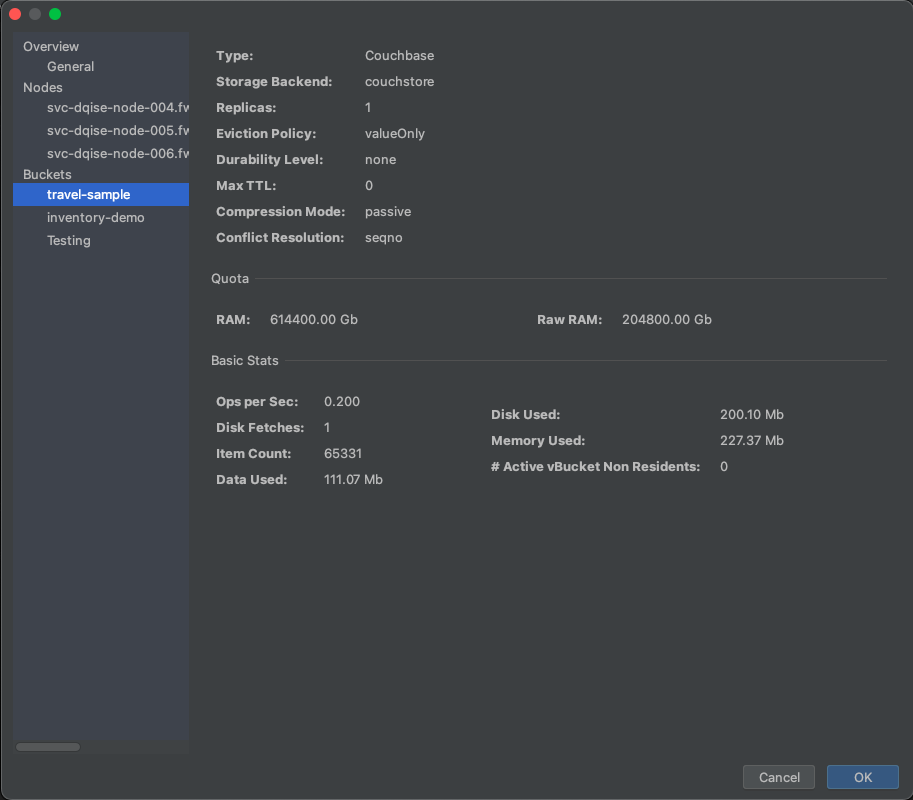 Overview
General
Nodes
svc-dqise-node-004.fw
svc-dqise-node-005.fw
svc-dqise-node-006.fw
Buckets
travel-sample
inventory-demo
Testing
Type: Couchbase
Storage Backend: couchstore
Replicas: 1
Eviction Policy: valueOnly
Durability Level: none
Max TTL: 0
Compression Mode: passive
Conflict Resolution: seqno
Quota
RAM: 614400.00 Gb Raw RAM: 204800.00 Gb
Basic Stats
Ops per Sec: 0.200
Disk Fetches: 1
Item Count: 65331
Data Used: 111.07 Mb
Disk Used: 200.10 Mb
Memory Used: 227.37 Mb
# Active vBucket Non Residents: 0
Cancel OK